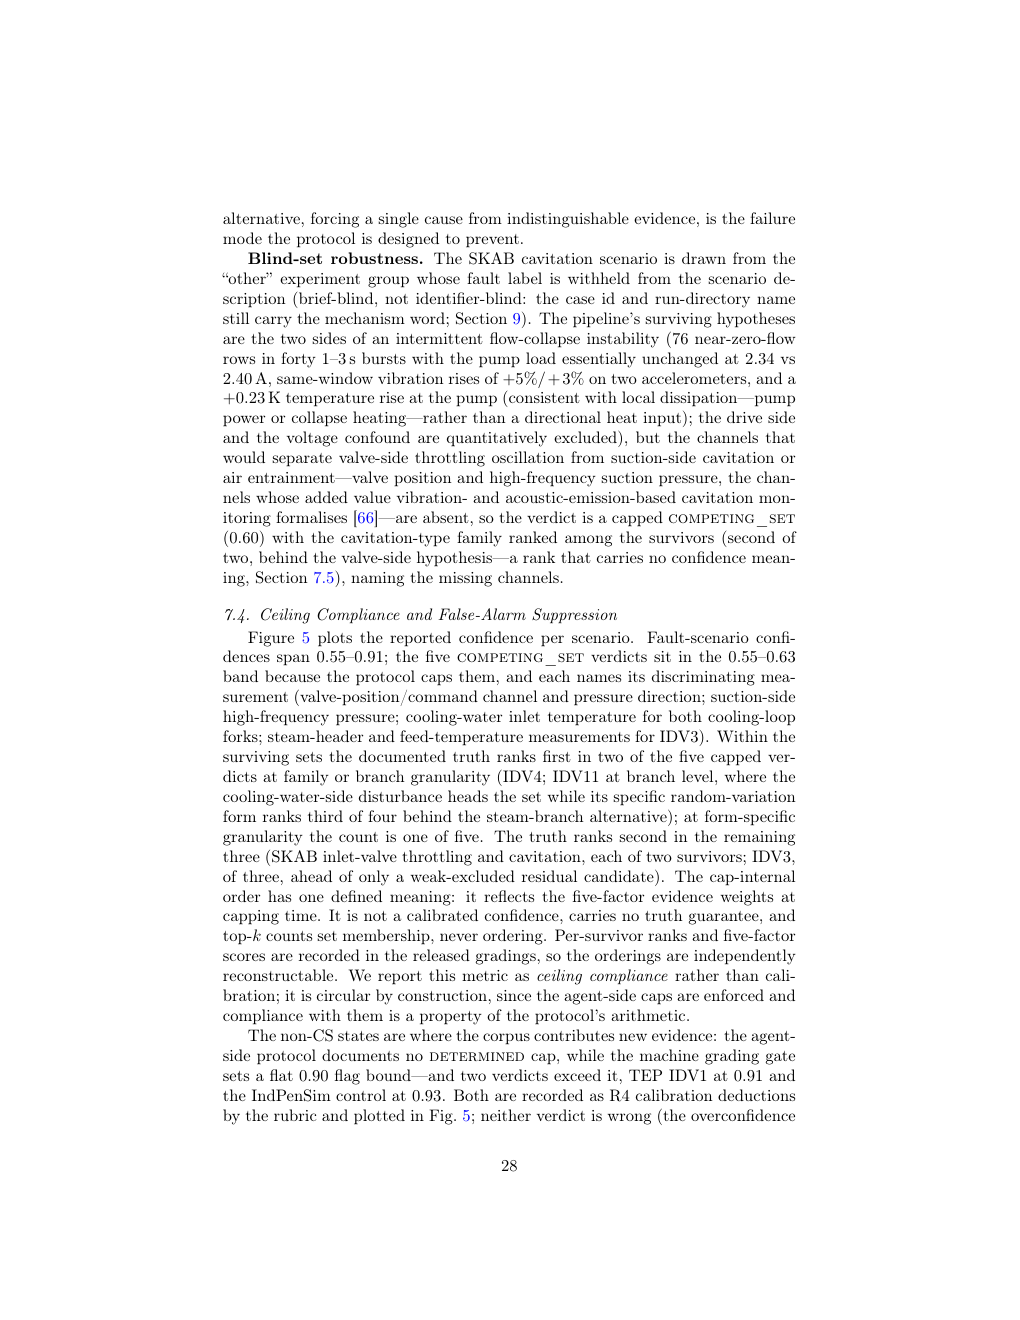 alternative, forcing a single cause from indistinguishable evidence, is the failure
mode the protocol is designed to prevent.
Blind-set robustness. The SKAB cavitation scenario is drawn from the
“other” experiment group whose fault label is withheld from the scenario de-
scription (brief-blind, not identifier-blind: the case id and run-directory name
still carry the mechanism word; Section 9). The pipeline’s surviving hypotheses
are the two sides of an intermittent flow-collapse instability (76 near-zero-flow
rows in forty 1–3 s bursts with the pump load essentially unchanged at 2.34 vs
2.40 A, same-window vibration rises of +5%/+3% on two accelerometers, and a
+0.23 K temperature rise at the pump (consistent with local dissipation—pump
power or collapse heating—rather than a directional heat input); the drive side
and the voltage confound are quantitatively excluded), but the channels that
would separate valve-side throttling oscillation from suction-side cavitation or
air entrainment—valve position and high-frequency suction pressure, the chan-
nels whose added value vibration- and acoustic-emission-based cavitation mon-
itoring formalises [66]—are absent, so the verdict is a capped COMPETING_SET
(0.60) with the cavitation-type family ranked among the survivors (second of
two, behind the valve-side hypothesis—a rank that carries no confidence mean-
ing, Section 7.5), naming the missing channels.
7.4. Ceiling Compliance and False-Alarm Suppression
Figure 5 plots the reported confidence per scenario. Fault-scenario confi-
dences span 0.55–0.91; the five COMPETING_SET verdicts sit in the 0.55–0.63
band because the protocol caps them, and each names its discriminating mea-
surement (valve-position/command channel and pressure direction; suction-side
high-frequency pressure; cooling-water inlet temperature for both cooling-loop
forks; steam-header and feed-temperature measurements for IDV3). Within the
surviving sets the documented truth ranks first in two of the five capped ver-
dicts at family or branch granularity (IDV4; IDV11 at branch level, where the
cooling-water-side disturbance heads the set while its specific random-variation
form ranks third of four behind the steam-branch alternative); at form-specific
granularity the count is one of five. The truth ranks second in the remaining
three (SKAB inlet-valve throttling and cavitation, each of two survivors; IDV3,
of three, ahead of only a weak-excluded residual candidate). The cap-internal
order has one defined meaning: it reflects the five-factor evidence weights at
capping time. It is not a calibrated confidence, carries no truth guarantee, and
top-k counts set membership, never ordering. Per-survivor ranks and five-factor
scores are recorded in the released gradings, so the orderings are independently
reconstructable. We report this metric as ceiling compliance rather than cali-
bration; it is circular by construction, since the agent-side caps are enforced and
compliance with them is a property of the protocol’s arithmetic.
The non-CS states are where the corpus contributes new evidence: the agent-
side protocol documents no DETERMINED cap, while the machine grading gate
sets a flat 0.90 flag bound—and two verdicts exceed it, TEP IDV1 at 0.91 and
the IndPenSim control at 0.93. Both are recorded as R4 calibration deductions
by the rubric and plotted in Fig. 5; neither verdict is wrong (the overconfidence
28